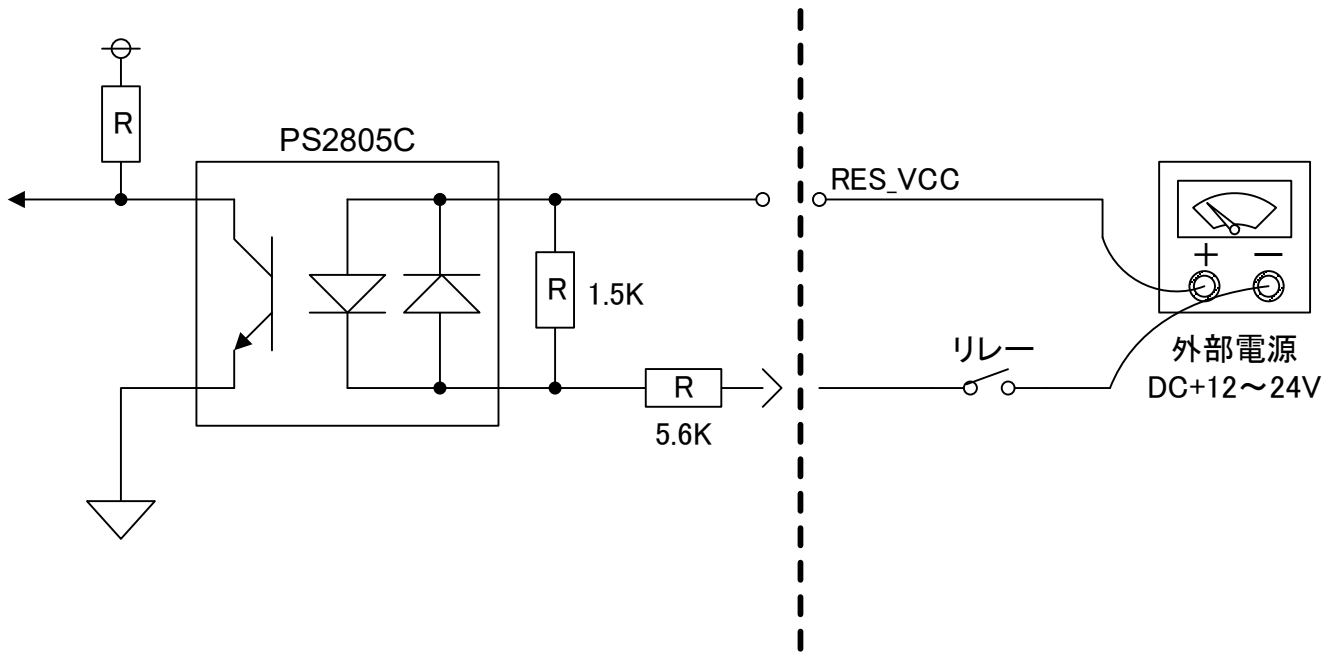 R
PS2805C
RES_VCC
R
1.5K
+
−
リレー
外部電源
DC+12～24V
R
5.6K